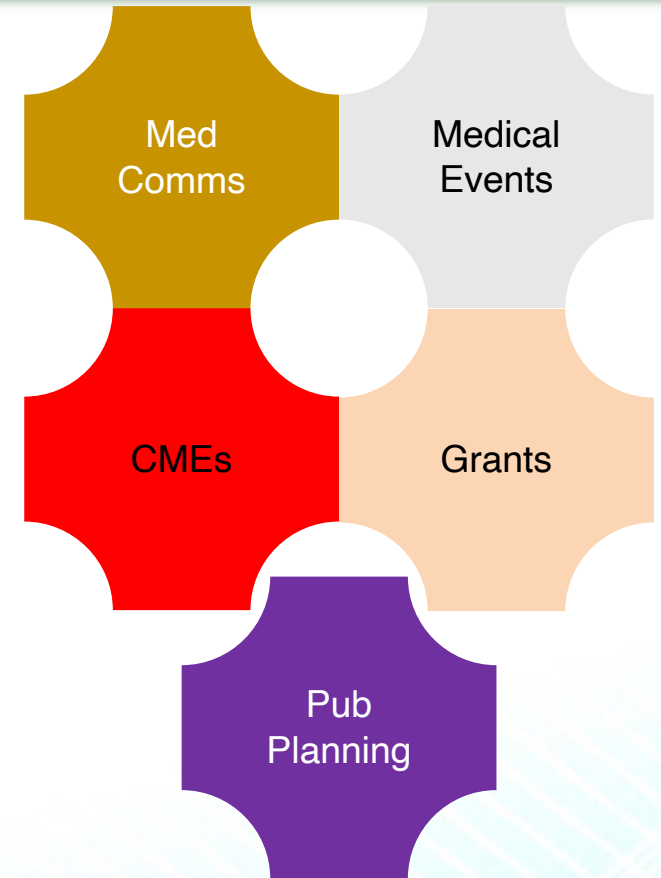 Med
Comms
Medical
Events
CMEs
Grants
Pub
Planning